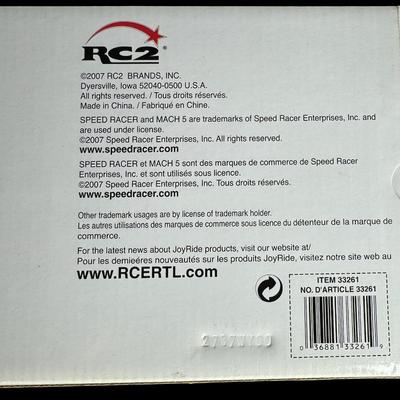 RC2
©2007 RC2 BRANDS, INC.
Dyersville, Iowa 52040-0500 U.S.A.
All rights reserved. / Tous droits réservés.
Made in China. / Fabriqué en Chine.
SPEED RACER and MACH 5 are trademarks of Speed Racer Enterprises, Inc. and
are used under license.
©2007 Speed Racer Enterprises, Inc. All rights reserved.
www.speedracer.com
SPEED RACER et MACH 5 sont des marques de commerce de Speed Racer
Enterprises, Inc. et sont utilisés sous licence.
©2007 Speed Racer Enterprises, Inc. Tous droits réservés.
www.speedracer.com
Other trademark usages are by license of trademark holder.
Les autres utilisations des marques de commerce sous licence du détenteur de la marque de
commerce.
For the latest news about JoyRide products, visit our website at/
Pour les demieéres nouveautés sur les produits JoyRide, visitez notre site web au
www.RCERTL.com
ITEM 33261
NO. D'ARTICLE 33261
0 36881 33261 9